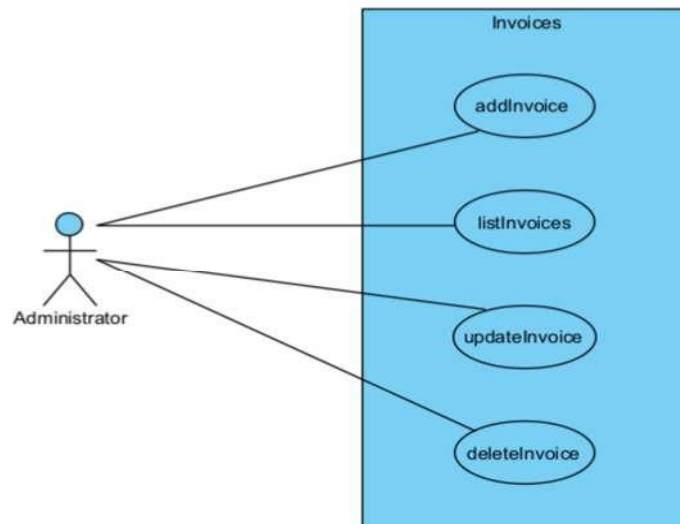 Invoices
addInvoice
listInvoices
Administrator
updateInvoice
deleteInvoice